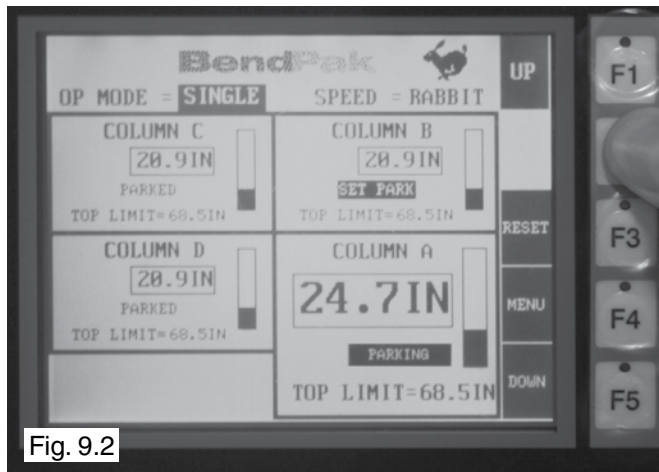 BendPak
OP MODE = SINGLE
SPEED = RABBIT
COLUMN C
20.9IN
PARKED
TOP LIMIT=68.5IN
COLUMN B
20.9IN
SET PARK
TOP LIMIT=68.5IN
COLUMN D
20.9IN
PARKED
TOP LIMIT=68.5IN
COLUMN A
24.7IN
PARKING
TOP LIMIT=68.5IN
UP
RESET
MENU
DOWN
F1
F3
F4
F5
Fig. 9.2